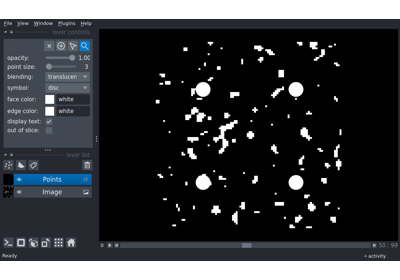 File View Window Plugins Help
layer controls
opacity: 1.00
point size: 3
blending: translucen
symbol: disc
face color: white
edge color: white
display text:
out of slice:
layer list
Points
Image
0 50 99
Ready activity